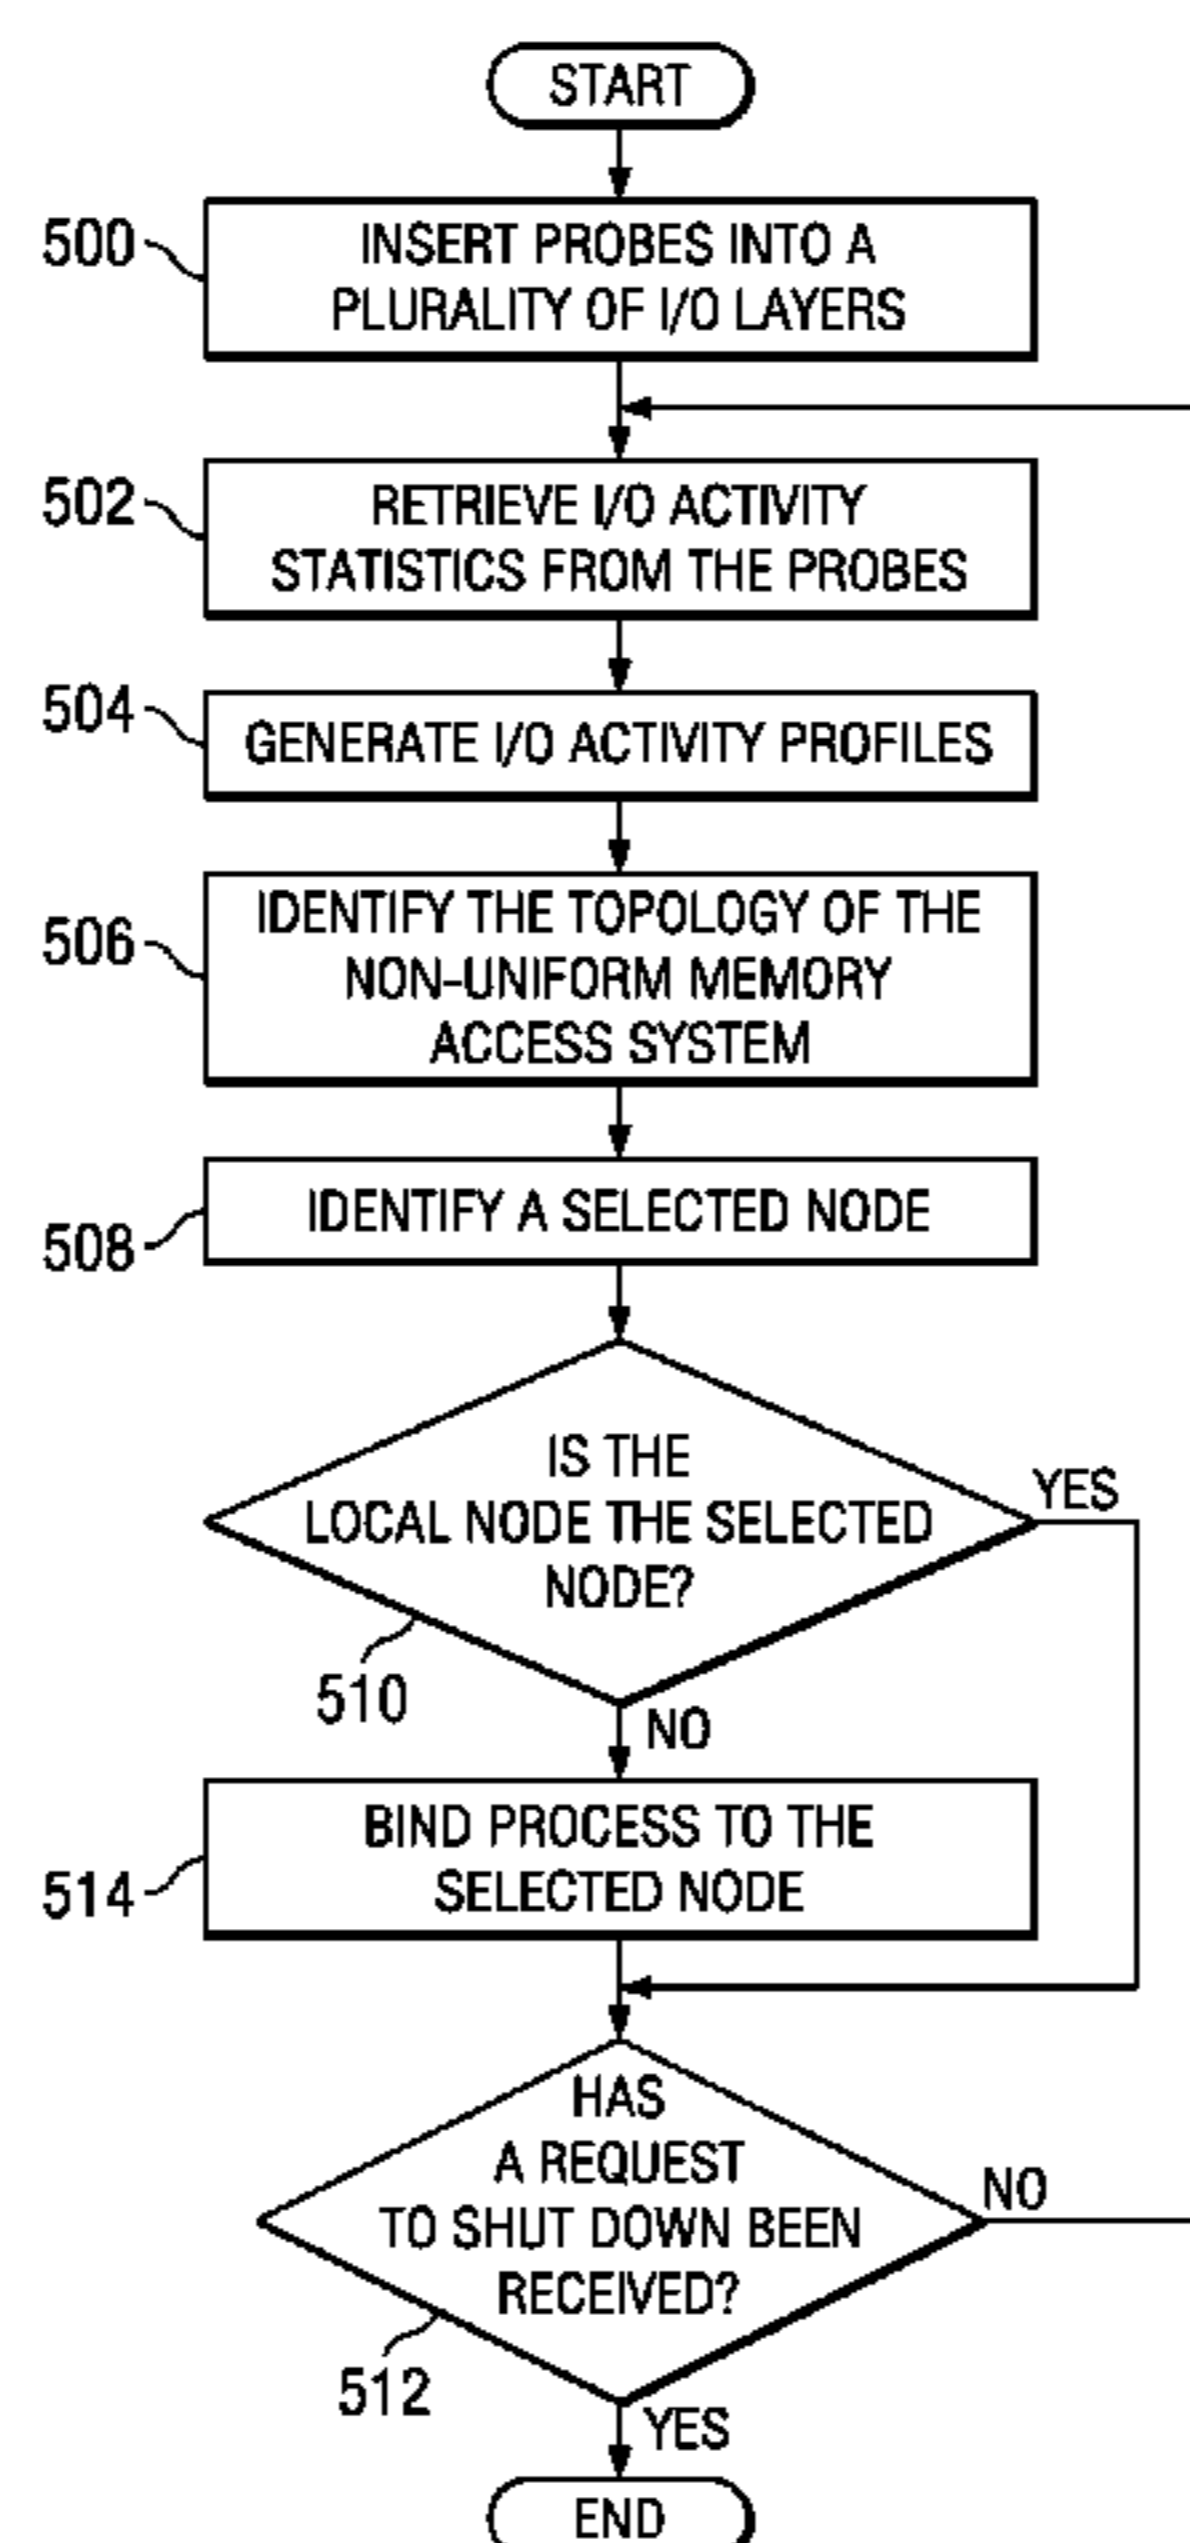 START
500
INSERT PROBES INTO A
PLURALITY OF I/O LAYERS
502
RETRIEVE I/O ACTIVITY
STATISTICS FROM THE PROBES
504
GENERATE I/O ACTIVITY PROFILES
506
IDENTIFY THE TOPOLOGY OF THE
NON-UNIFORM MEMORY
ACCESS SYSTEM
508
IDENTIFY A SELECTED NODE
IS THE
LOCAL NODE THE SELECTED
NODE?
YES
510
NO
514
BIND PROCESS TO THE
SELECTED NODE
HAS
A REQUEST
TO SHUT DOWN BEEN
RECEIVED?
NO
512
YES
END